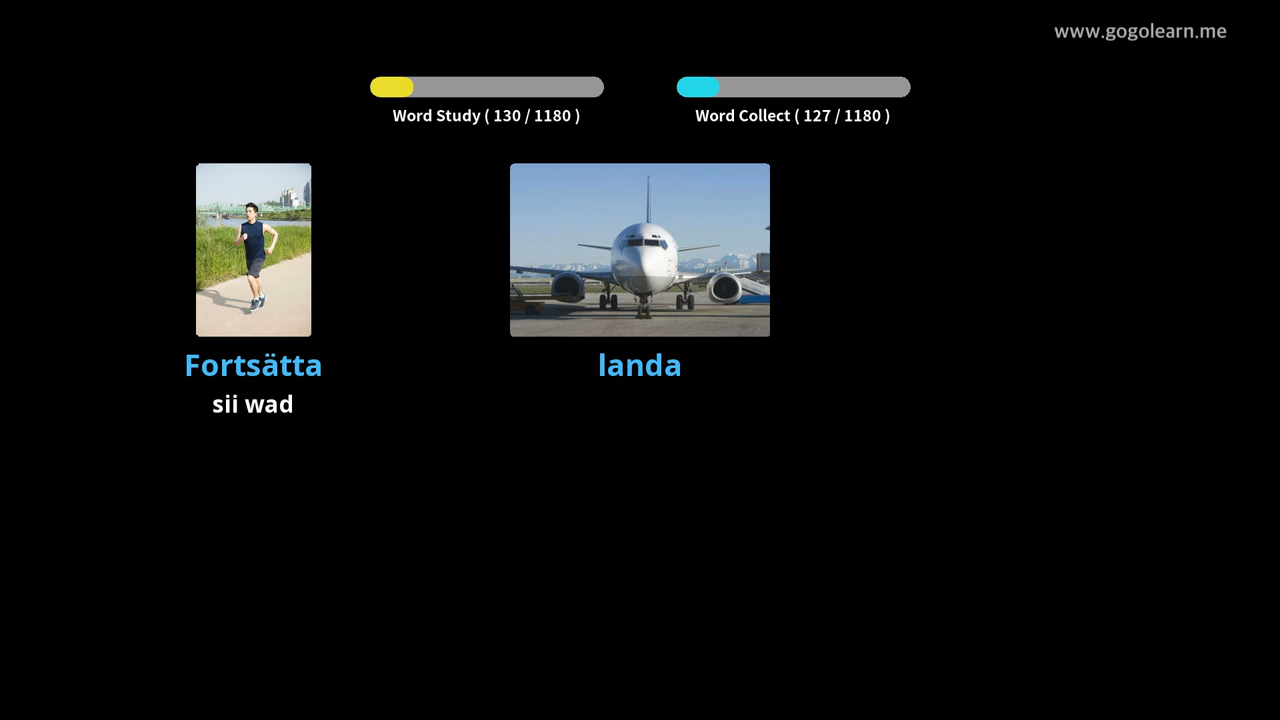 www.gogolearn.me
Word Study ( 130 / 1180 )
Word Collect ( 127 / 1180 )
Fortsätta
landa
sii wad